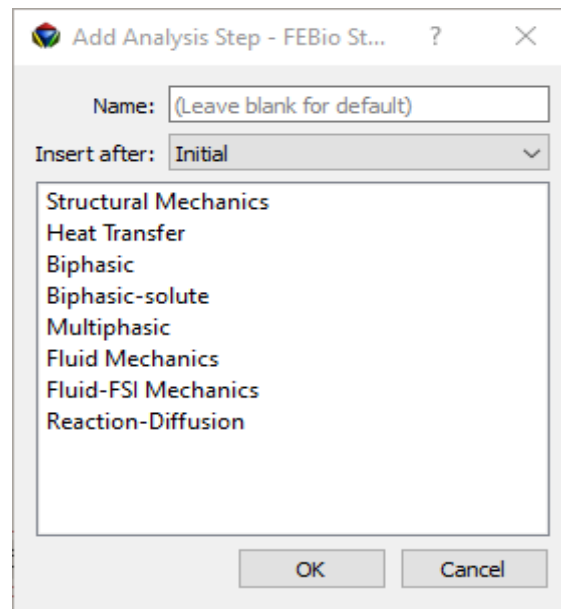 Add Analysis Step - FEBio St... ?
Name: (Leave blank for default)
Insert after: Initial
Structural Mechanics
Heat Transfer
Biphasic
Biphasic-solute
Multiphasic
Fluid Mechanics
Fluid-FSI Mechanics
Reaction-Diffusion
OK Cancel